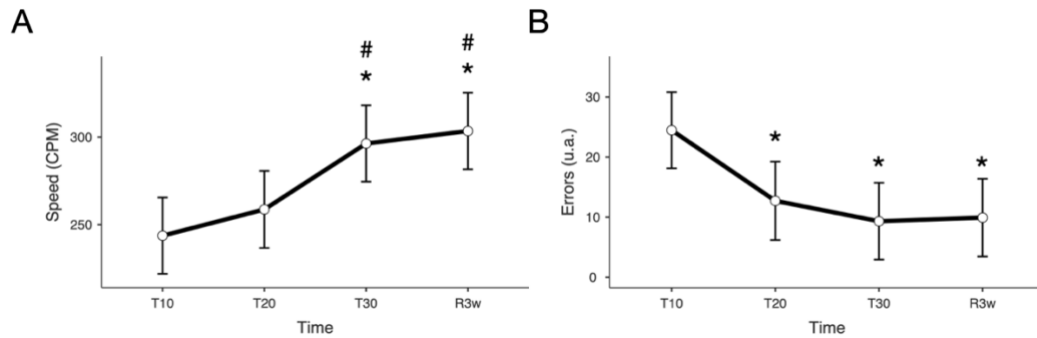 A
# #
* *
Speed (CPM)
300
250
T10 T20 T30 R3w
Time
B
* * *
Errors (u.a.)
30
20
10
0
T10 T20 T30 R3w
Time